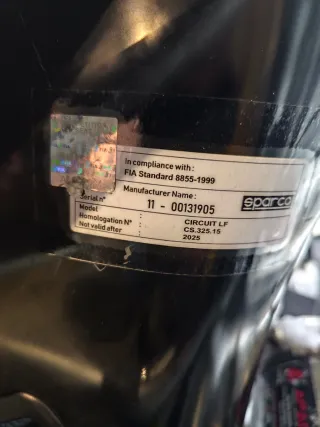 In compliance with :
FIA Standard 8855-1999
Manufacturer Name :
sparco
Serial n° 11 - 00131905
Model : CIRCUIT LF
Homologation N° : CS.325.15
Not valid after : 2025